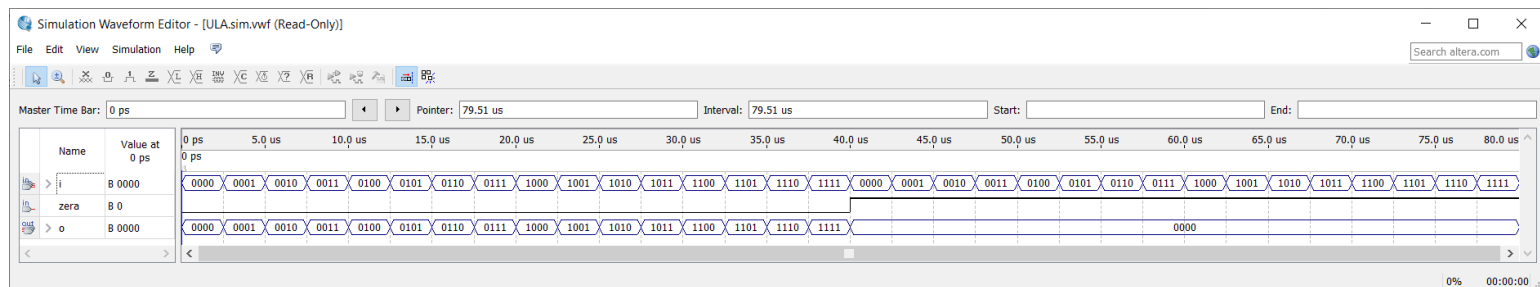 Simulation Waveform Editor - [ULA.sim.vwf (Read-Only)]
File Edit View Simulation Help
Search altera.com
Master Time Bar: 0 ps Pointer: 79.51 us Interval: 79.51 us Start: End:
Name Value at 0 ps
0 ps 5.0 us 10.0 us 15.0 us 20.0 us 25.0 us 30.0 us 35.0 us 40.0 us 45.0 us 50.0 us 55.0 us 60.0 us 65.0 us 70.0 us 75.0 us 80.0 us
0 ps
i B 0000 0000 0001 0010 0011 0100 0101 0110 0111 1000 1001 1010 1011 1100 1101 1110 1111 0000 0001 0010 0011 0100 0101 0110 0111 1000 1001 1010 1011 1100 1101 1110 1111
zera B 0
o B 0000 0000 0001 0010 0011 0100 0101 0110 0111 1000 1001 1010 1011 1100 1101 1110 1111 0000
0% 00:00:00